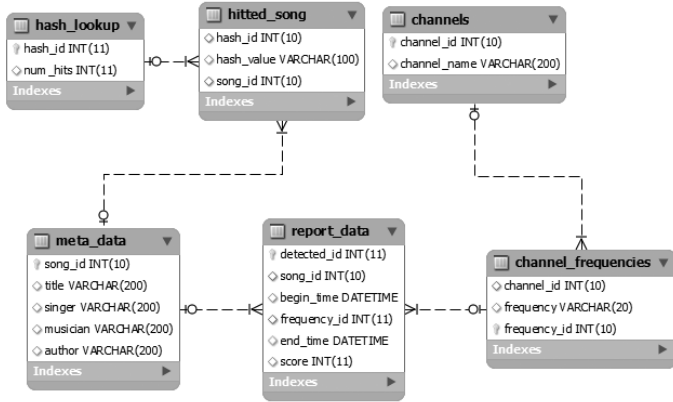 hash_lookup
hash_id INT(11)
num _hits INT(11)
Indexes
hitted_song
hash_id INT(10)
hash_value VARCHAR(100)
song_id INT(10)
Indexes
channels
channel_id INT(10)
channel_name VARCHAR(200)
Indexes
meta_data
song_id INT(10)
title VARCHAR(200)
singer VARCHAR(200)
musician VARCHAR(200)
author VARCHAR(200)
Indexes
report_data
detected_id INT(11)
song_id INT(10)
begin_time DATETIME
frequency_id INT(11)
end_time DATETIME
score INT(11)
Indexes
channel_frequencies
channel_id INT(10)
frequency VARCHAR(20)
frequency_id INT(10)
Indexes